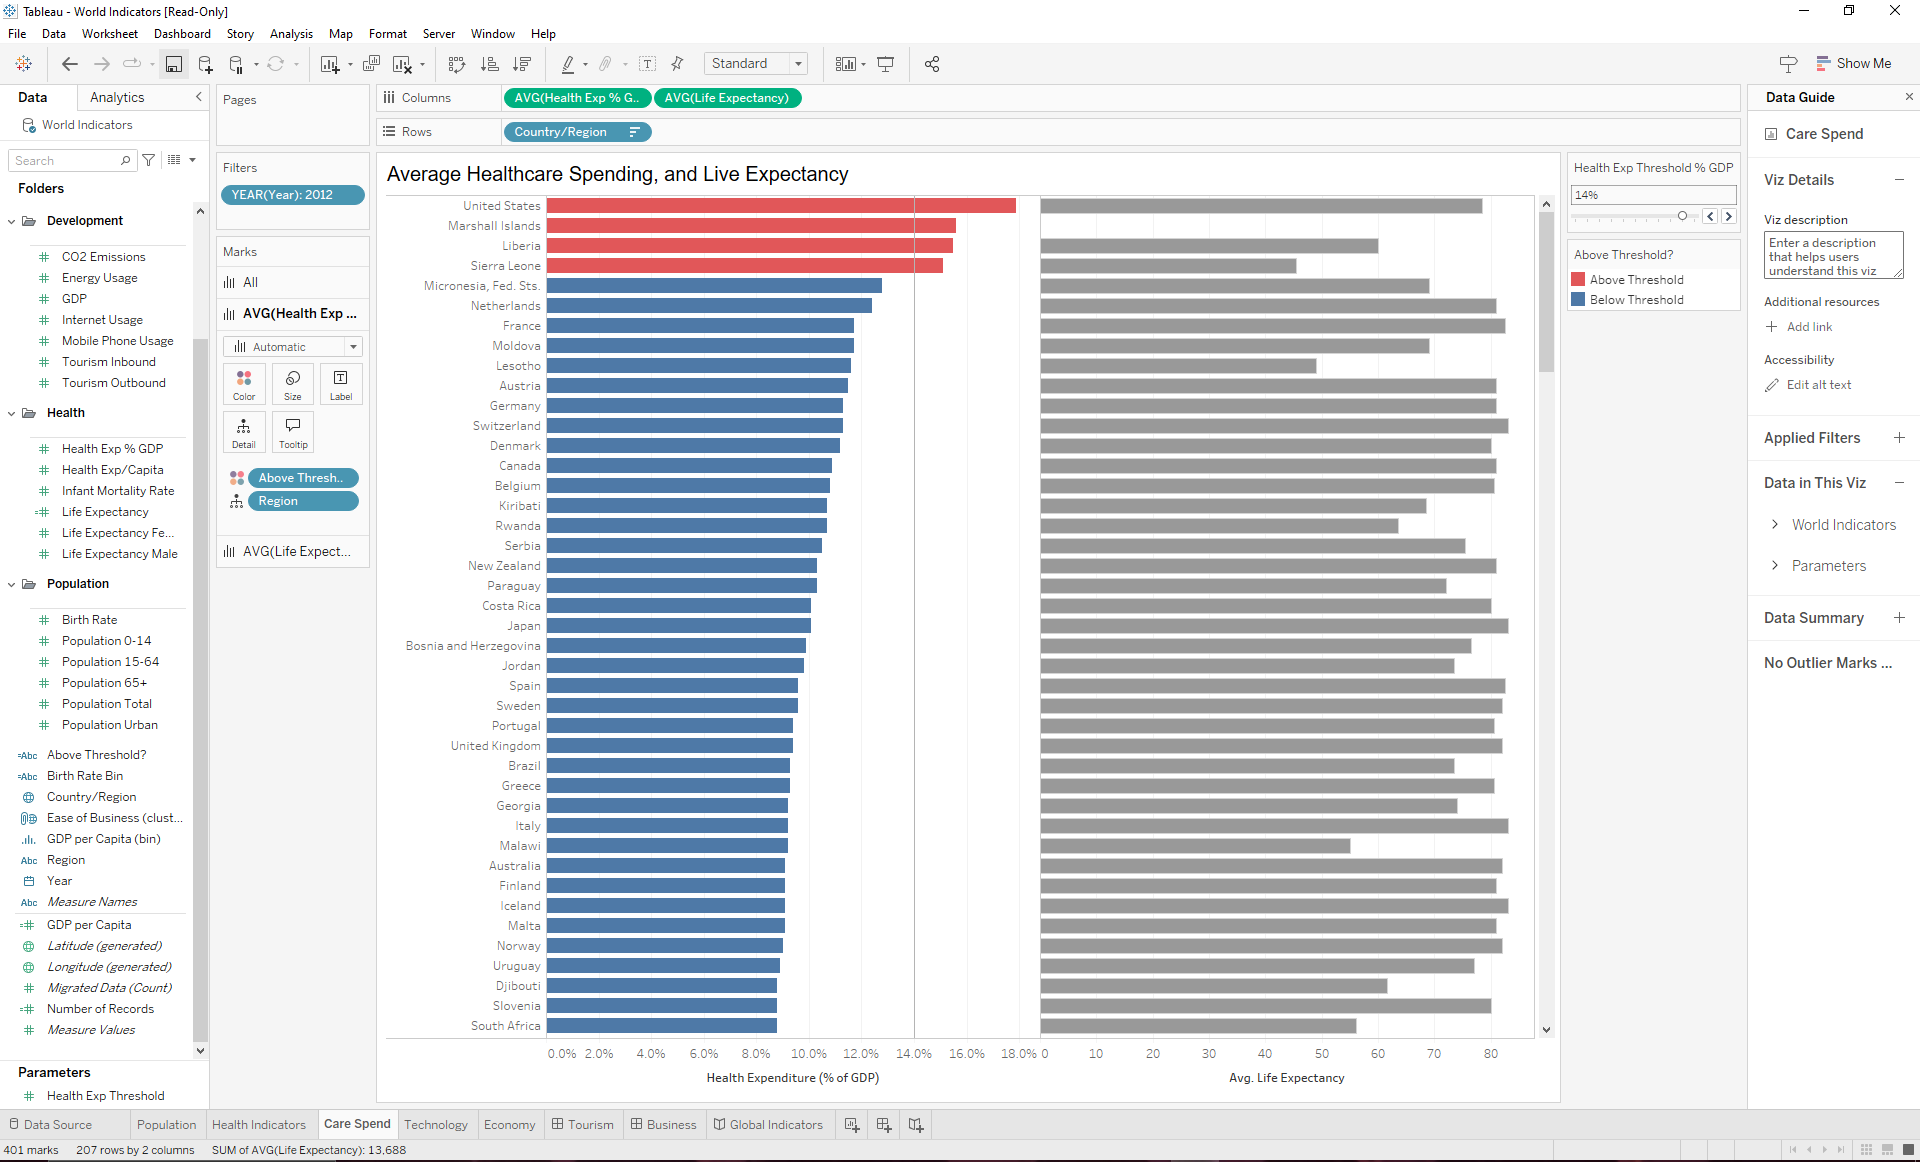 Tableau - World Indicators [Read-Only]
File Data Worksheet Dashboard Story Analysis Map Format Server Window Help
Standard
Show Me
Data Analytics
World Indicators
Search
Folders
Development
CO2 Emissions
Energy Usage
GDP
Internet Usage
Mobile Phone Usage
Tourism Inbound
Tourism Outbound
Health
Health Exp % GDP
Health Exp/Capita
Infant Mortality Rate
Life Expectancy
Life Expectancy Fe...
Life Expectancy Male
Population
Birth Rate
Population 0-14
Population 15-64
Population 65+
Population Total
Population Urban
Abc Above Threshold?
Abc Birth Rate Bin
Country/Region
Ease of Business (clust...
GDP per Capita (bin)
Abc Region
Year
Abc Measure Names
GDP per Capita
Latitude (generated)
Longitude (generated)
Migrated Data (Count)
Number of Records
Measure Values
Parameters
Health Exp Threshold
Pages
Filters
YEAR(Year): 2012
Marks
All
AVG(Health Exp ...
Automatic
Color Size Label
Detail Tooltip
Above Thresh..
Region
AVG(Life Expect...
Columns AVG(Health Exp % G.. AVG(Life Expectancy)
Rows Country/Region
Average Healthcare Spending, and Live Expectancy
United States
Marshall Islands
Liberia
Sierra Leone
Micronesia, Fed. Sts.
Netherlands
France
Moldova
Lesotho
Austria
Germany
Switzerland
Denmark
Canada
Belgium
Kiribati
Rwanda
Serbia
New Zealand
Paraguay
Costa Rica
Japan
Bosnia and Herzegovina
Jordan
Spain
Sweden
Portugal
United Kingdom
Brazil
Greece
Georgia
Italy
Malawi
Australia
Finland
Iceland
Malta
Norway
Uruguay
Djibouti
Slovenia
South Africa
0.0% 2.0% 4.0% 6.0% 8.0% 10.0% 12.0% 14.0% 16.0% 18.0% 0 10 20 30 40 50 60 70 80
Health Expenditure (% of GDP) Avg. Life Expectancy
Health Exp Threshold % GDP
14%
Above Threshold?
Above Threshold
Below Threshold
Data Guide
Care Spend
Viz Details
Viz description
Enter a description
that helps users
understand this viz
Additional resources
Add link
Accessibility
Edit alt text
Applied Filters
Data in This Viz
World Indicators
Parameters
Data Summary
No Outlier Marks ...
Data Source Population Health Indicators Care Spend Technology Economy Tourism Business Global Indicators
401 marks 207 rows by 2 columns SUM of AVG(Life Expectancy): 13,688